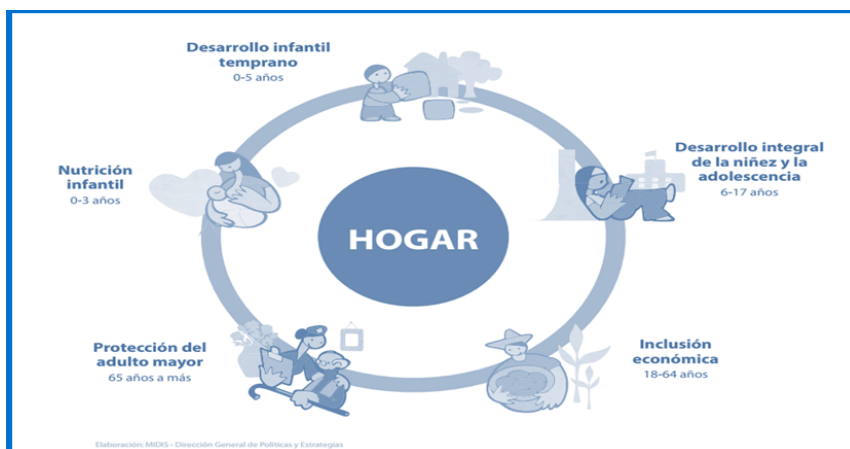 Desarrollo infantil
temprano
0-5 años
Desarrollo integral
de la niñez y la
adolescencia
6-17 años
Nutrición
infantil
0-3 años
HOGAR
Protección del
adulto mayor
65 años a más
Inclusión
económica
18-64 años
Elaboración: MIDIS - Dirección General de Políticas y Estrategias